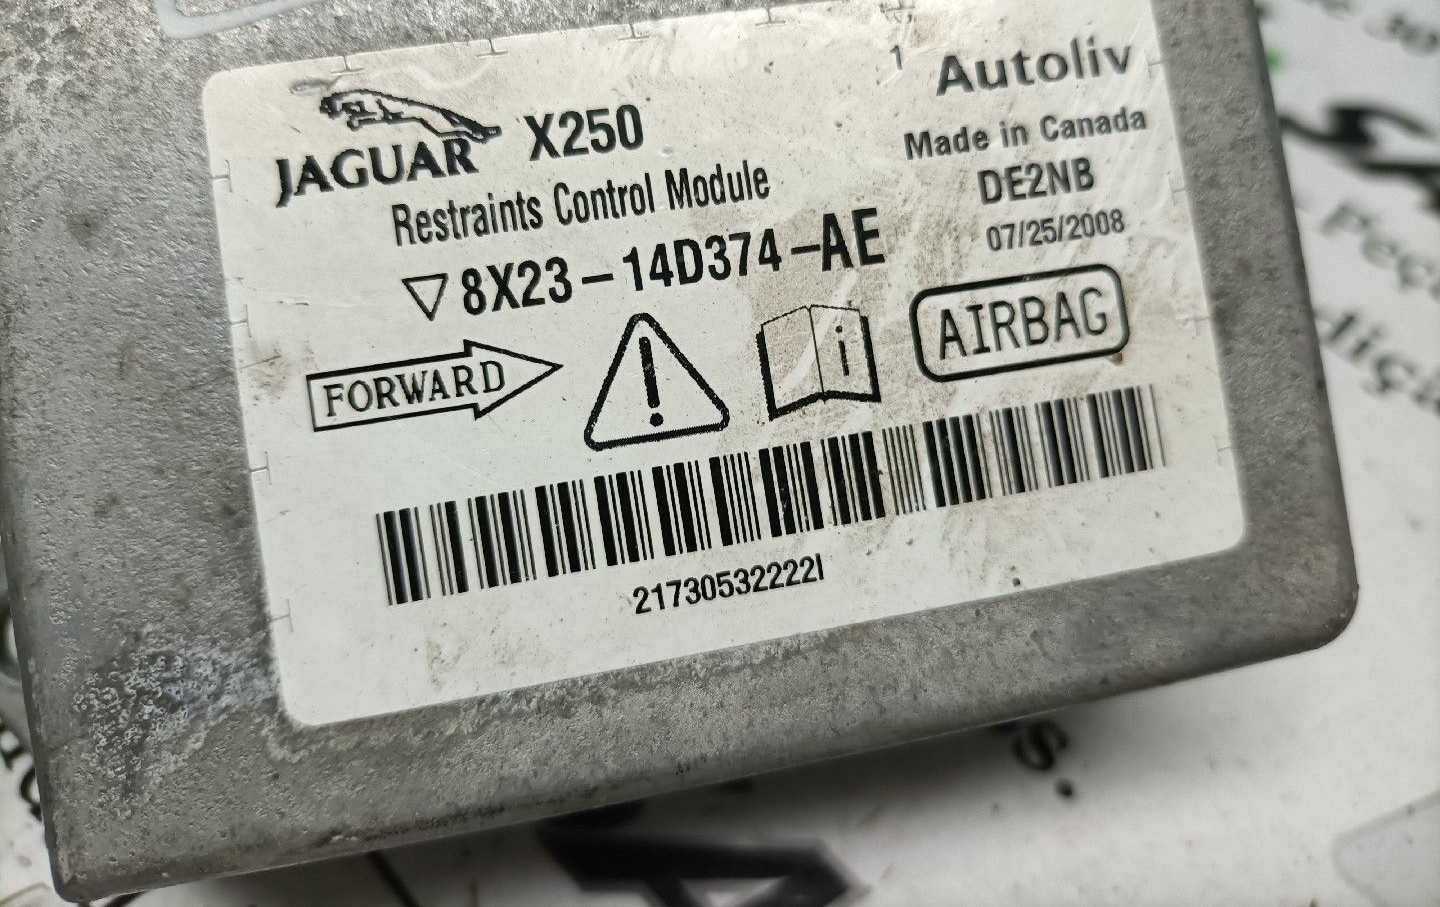 JAGUAR X250
Restraints Control Module
8X23-14D374-AE
1
Autoliv
Made in Canada
DE2NB
07/25/2008
FORWARD
!
i
AIRBAG
21730532222I